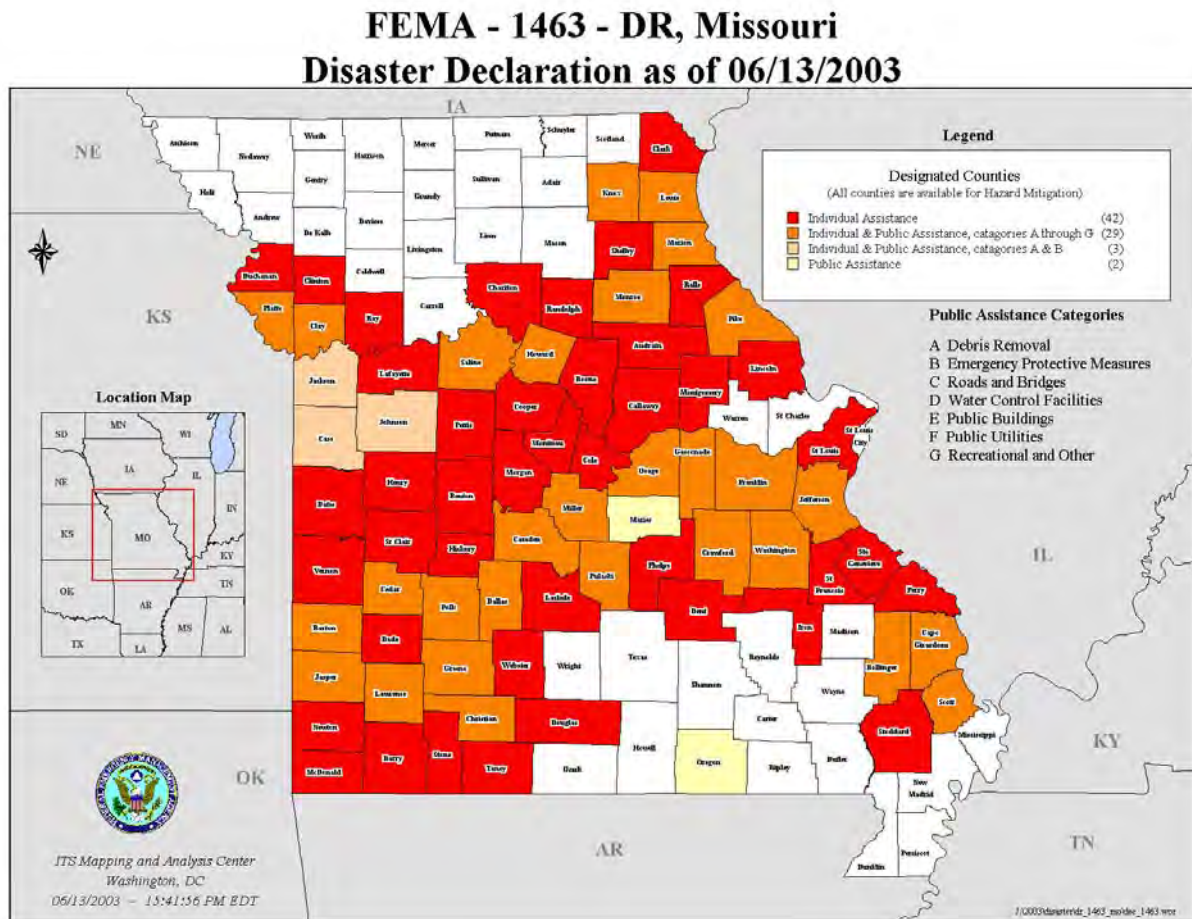 FEMA - 1463 - DR, Missouri
Disaster Declaration as of 06/13/2003
IA
NE
KS
OK
AR
IL
KY
TN
Legend
Designated Counties
(All counties are available for Hazard Mitigation)
Individual Assistance (42)
Individual & Public Assistance, catagories A through G (29)
Individual & Public Assistance, catagories A & B (3)
Public Assistance (2)
Public Assistance Categories
A Debris Removal
B Emergency Protective Measures
C Roads and Bridges
D Water Control Facilities
E Public Buildings
F Public Utilities
G Recreational and Other
Atchison
Nodaway
Worth
Harrison
Mercer
Putnam
Schuyler
Scotland
Clark
Holt
Gentry
Sullivan
Adair
Knox
Lewis
Andrew
De Kalb
Daviess
Grundy
Livingston
Linn
Macon
Shelby
Marion
Buchanan
Clinton
Caldwell
Carroll
Chariton
Randolph
Monroe
Ralls
Pike
Platte
Clay
Ray
Saline
Howard
Audrain
Lincoln
Jackson
Lafayette
Boone
Callaway
Montgomery
Warren
St Charles
St Louis
St Louis
City
Cass
Johnson
Pettis
Cooper
Moniteau
Cole
Osage
Gasconade
Franklin
Jefferson
Bates
Henry
Benton
Morgan
Miller
Maries
Camden
Crawford
Washington
Vernon
St Clair
Hickory
Pulaski
Phelps
Ste
Genevieve
St
Francois
Perry
Cedar
Polk
Dallas
Laclede
Dent
Iron
Madison
Barton
Dade
Greene
Webster
Wright
Texas
Shannon
Reynolds
Wayne
Bollinger
Cape
Girardeau
Jasper
Lawrence
Christian
Douglas
Carter
Scott
Newton
Stone
Stoddard
Mississippi
McDonald
Barry
Taney
Ozark
Howell
Oregon
Ripley
Butler
New
Madrid
Dunklin
Pemiscot
Location Map
SD
MN
WI
NE
IA
IL
IN
KS
MO
KY
TN
OK
AR
MS
AL
TX
LA
FEDERAL EMERGENCY MANAGEMENT AGENCY
ITS Mapping and Analysis Center
Washington, DC
06/13/2003 - 15:41:56 PM EDT